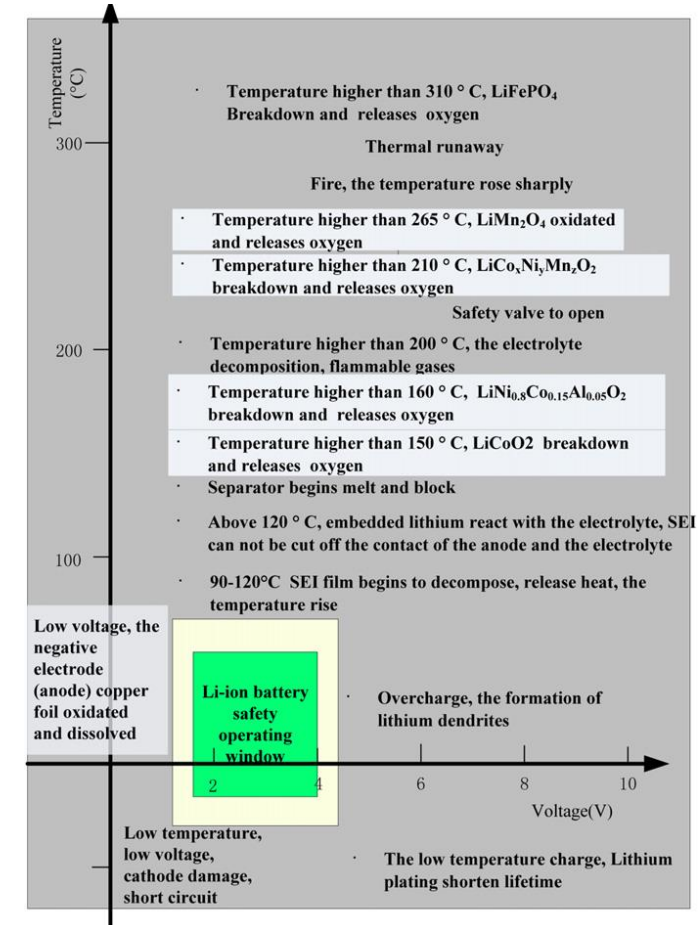 Temperature
(°C)
· Temperature higher than 310 ° C, LiFePO₄
Breakdown and releases oxygen
300
Thermal runaway
Fire, the temperature rose sharply
· Temperature higher than 265 ° C, LiMn₂O₄ oxidated
and releases oxygen
· Temperature higher than 210 ° C, LiCoₓNiᵧMn_zO₂
breakdown and releases oxygen
Safety valve to open
200
· Temperature higher than 200 ° C, the electrolyte
decomposition, flammable gases
· Temperature higher than 160 ° C, LiNi₀.₈Co₀.₁₅Al₀.₀₅O₂
breakdown and releases oxygen
· Temperature higher than 150 ° C, LiCoO2 breakdown
and releases oxygen
· Separator begins melt and block
· Above 120 ° C, embedded lithium react with the electrolyte, SEI
can not be cut off the contact of the anode and the electrolyte
100
· 90-120°C SEI film begins to decompose, release heat, the
temperature rise
Low voltage, the
negative
electrode
(anode) copper
foil oxidated
and dissolved
Li-ion battery
safety
operating
window
· Overcharge, the formation of
lithium dendrites
2 4 6 8 10
Voltage(V)
Low temperature,
low voltage,
cathode damage,
short circuit
· The low temperature charge, Lithium
plating shorten lifetime